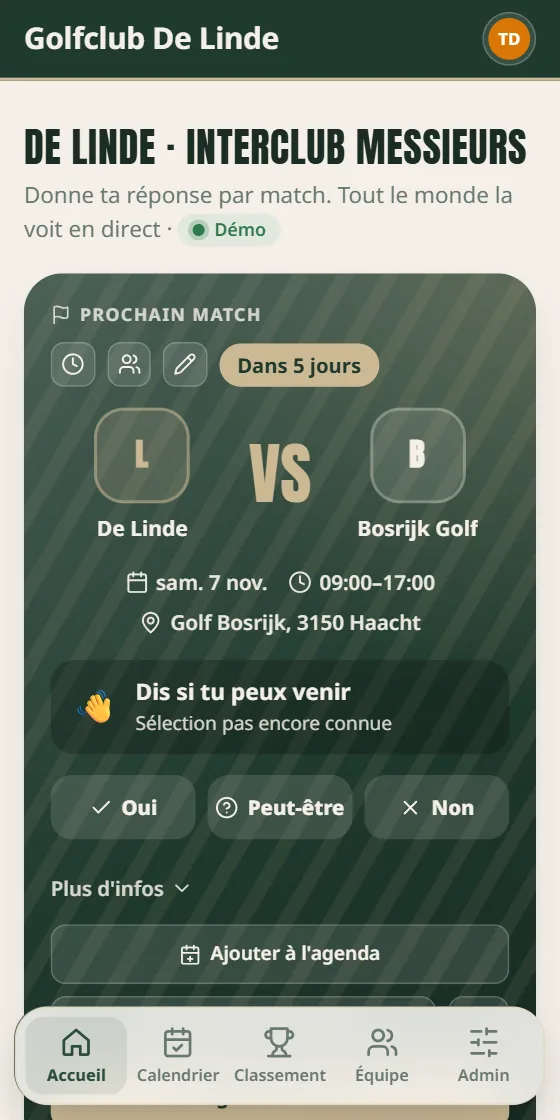 Golfclub De Linde
TD
DE LINDE · INTERCLUB MESSIEURS
Donne ta réponse par match. Tout le monde la
voit en direct · Démo
PROCHAIN MATCH
Dans 5 jours
L
VS
B
De Linde
Bosrijk Golf
sam. 7 nov.
09:00–17:00
Golf Bosrijk, 3150 Haacht
Dis si tu peux venir
Sélection pas encore connue
Oui
Peut-être
Non
Plus d'infos
Ajouter à l'agenda
Accueil
Calendrier
Classement
Équipe
Admin